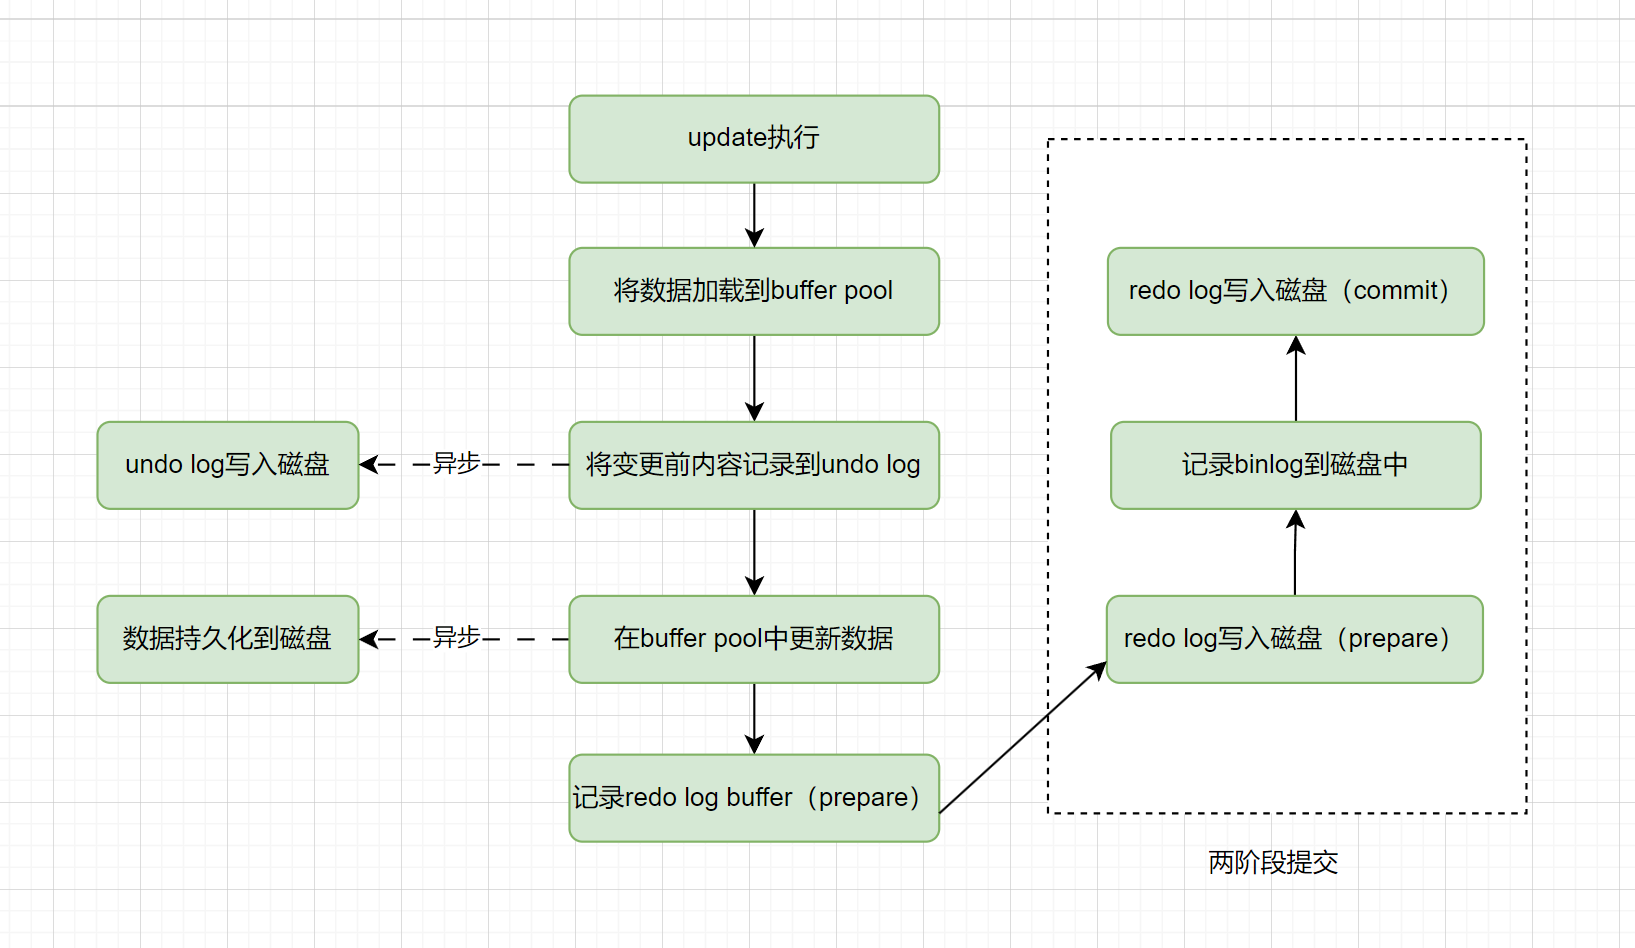 update执行
将数据加载到buffer pool
将变更前内容记录到undo log
异步
undo log写入磁盘
在buffer pool中更新数据
异步
数据持久化到磁盘
记录redo log buffer（prepare）
redo log写入磁盘（prepare）
记录binlog到磁盘中
redo log写入磁盘（commit）
两阶段提交